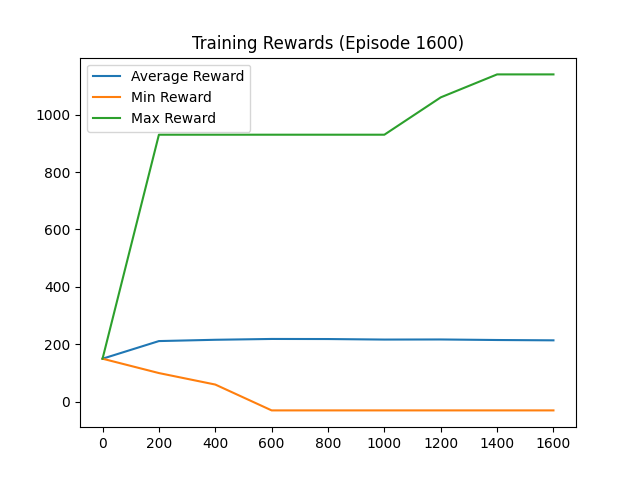 Training Rewards (Episode 1600)
Average Reward
Min Reward
Max Reward
1000
800
600
400
200
0
0 200 400 600 800 1000 1200 1400 1600